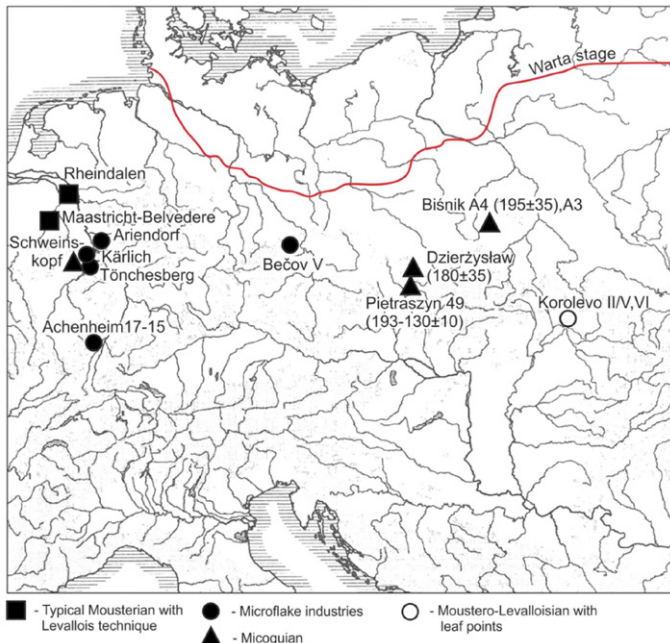 Warta stage
Rheindalen
Maastricht-Belvedere
Ariendorf
Schweins-
kopf
Kärlich
Tönchesberg
Achenheim17-15
Bečov V
Biśnik A4 (195±35),A3
Dzierżysław
(180±35)
Pietraszyn 49
(193-130±10)
Korolevo II/V,VI
- Typical Mousterian with
Levallois technique
- Microflake industries
- Micoquian
- Moustero-Levalloisian with
leaf points